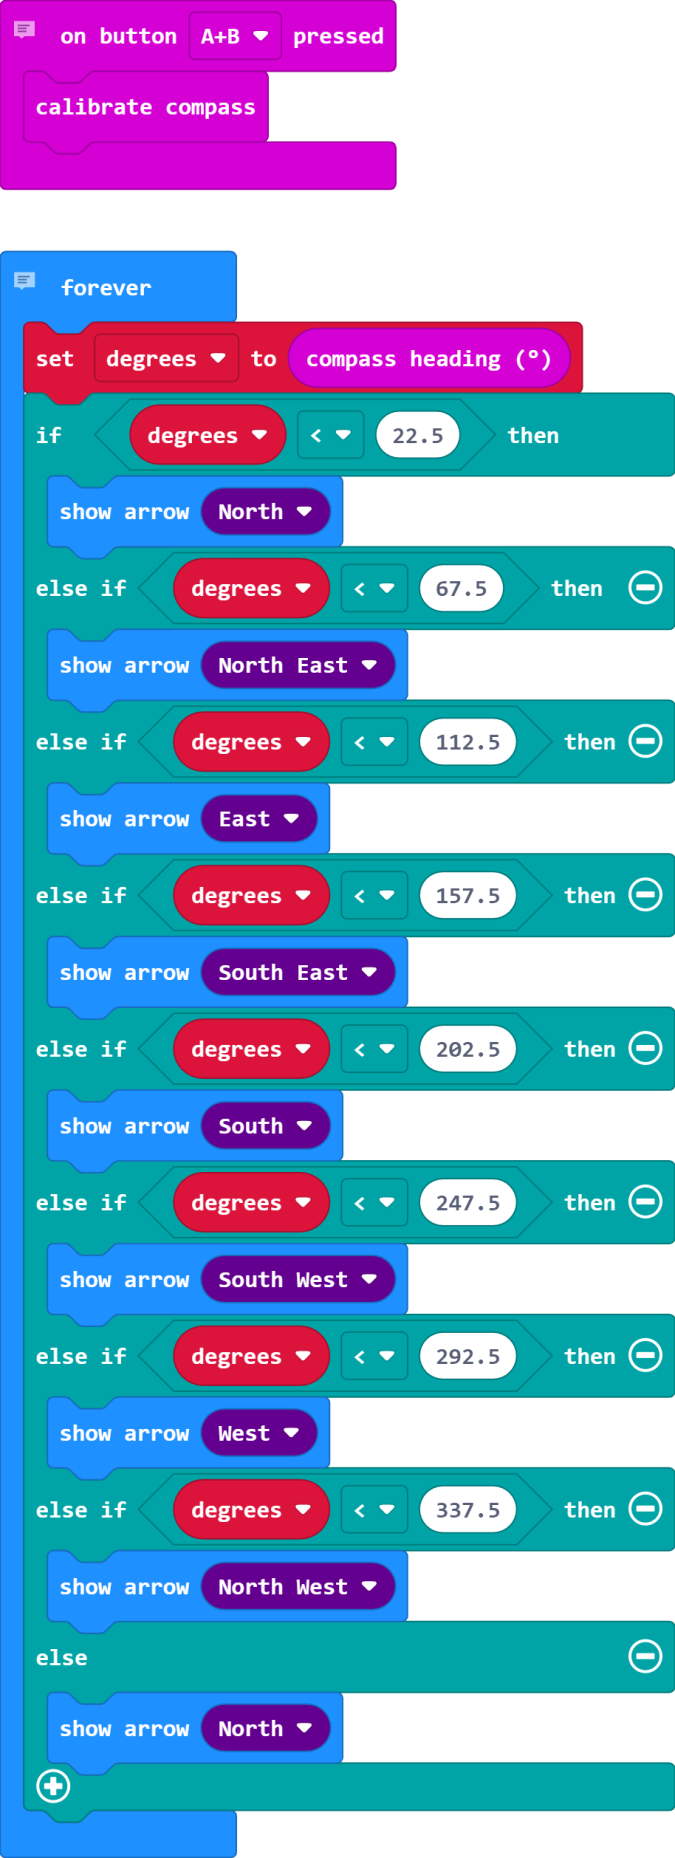 on button A+B pressed
calibrate compass
forever
set degrees to compass heading (°)
if degrees < 22.5 then
show arrow North
else if degrees < 67.5 then
show arrow North East
else if degrees < 112.5 then
show arrow East
else if degrees < 157.5 then
show arrow South East
else if degrees < 202.5 then
show arrow South
else if degrees < 247.5 then
show arrow South West
else if degrees < 292.5 then
show arrow West
else if degrees < 337.5 then
show arrow North West
else
show arrow North